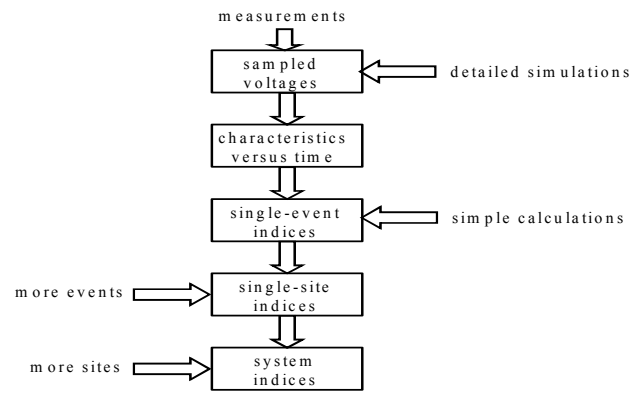 measurements
sampled
voltages
detailed simulations
characteristics
versus time
single-event
indices
simple calculations
more events
single-site
indices
more sites
system
indices